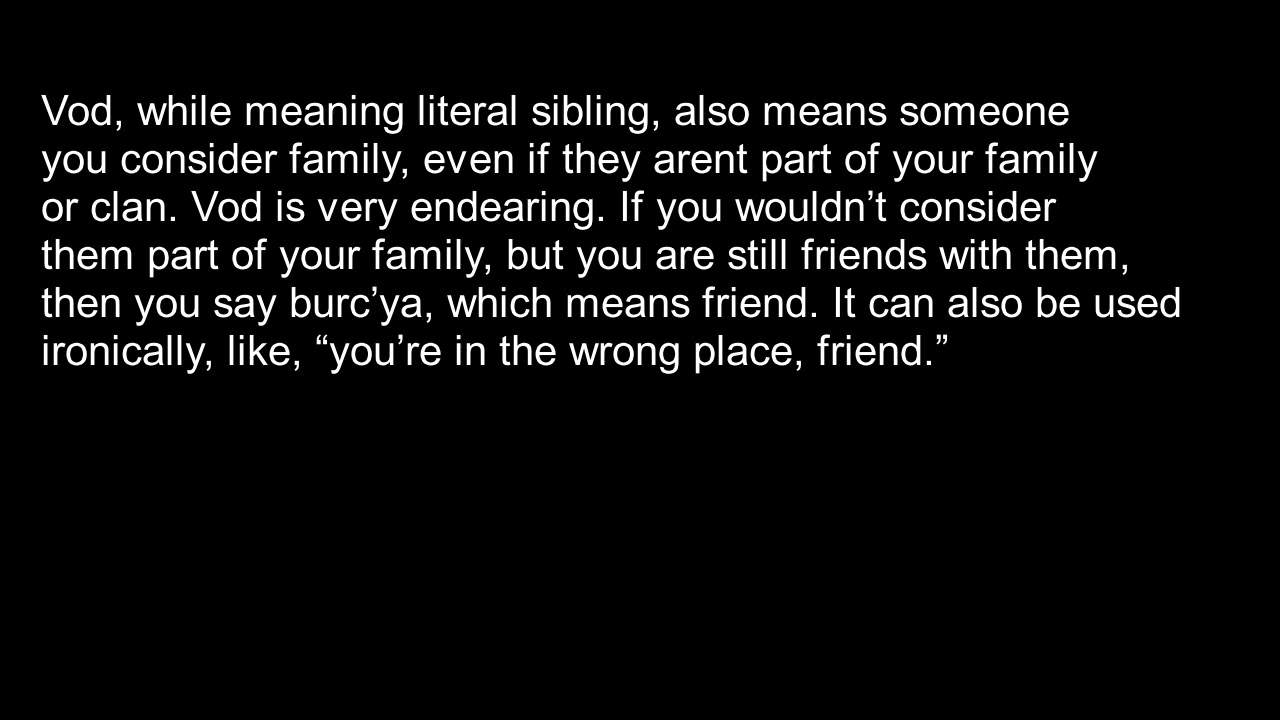 Vod, while meaning literal sibling, also means someone
you consider family, even if they arent part of your family
or clan. Vod is very endearing. If you wouldn’t consider
them part of your family, but you are still friends with them,
then you say burc’ya, which means friend. It can also be used
ironically, like, “you’re in the wrong place, friend.”